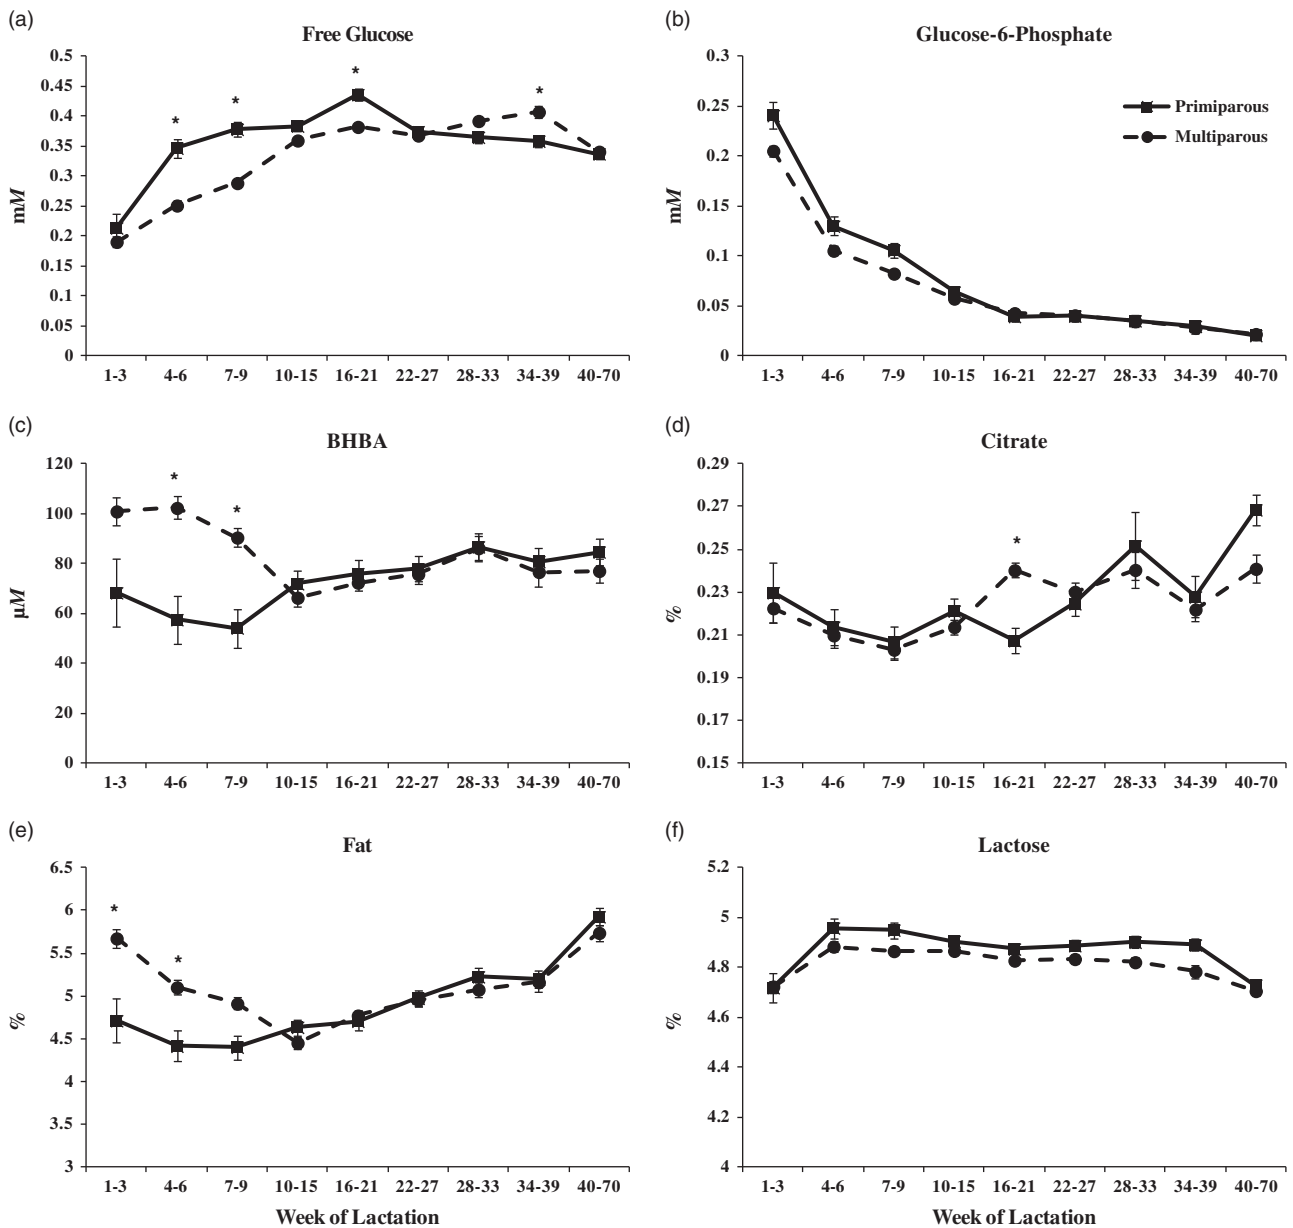 (a)
Free Glucose
0.5
0.45
0.4
0.35
0.3
0.25
0.2
0.15
0.1
0.05
0
mM
* * * *
1-3 4-6 7-9 10-15 16-21 22-27 28-33 34-39 40-70
(b)
Glucose-6-Phosphate
0.3
0.25
0.2
0.15
0.1
0.05
0
mM
Primiparous
Multiparous
1-3 4-6 7-9 10-15 16-21 22-27 28-33 34-39 40-70
(c)
BHBA
120
100
80
60
40
20
0
µM
* *
1-3 4-6 7-9 10-15 16-21 22-27 28-33 34-39 40-70
(d)
Citrate
0.29
0.27
0.25
0.23
0.21
0.19
0.17
0.15
%
*
1-3 4-6 7-9 10-15 16-21 22-27 28-33 34-39 40-70
(e)
Fat
6.5
6
5.5
5
4.5
4
3.5
3
%
* *
1-3 4-6 7-9 10-15 16-21 22-27 28-33 34-39 40-70
Week of Lactation
(f)
Lactose
5.2
5
4.8
4.6
4.4
4.2
4
%
1-3 4-6 7-9 10-15 16-21 22-27 28-33 34-39 40-70
Week of Lactation